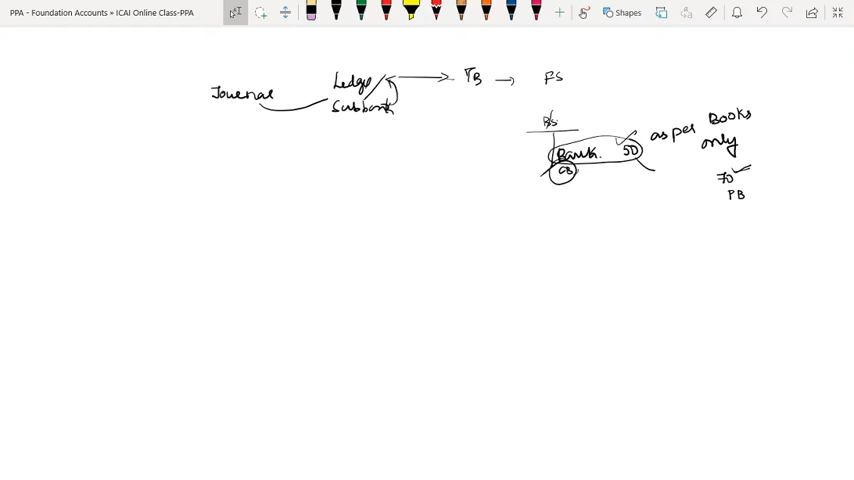 PPA - Foundation Accounts » ICAI Online Class-PPA
Shapes
Journal
Ledger
Subbook
TB
FS
BS
Bank. 50
CB
as per Books
only
70
PB